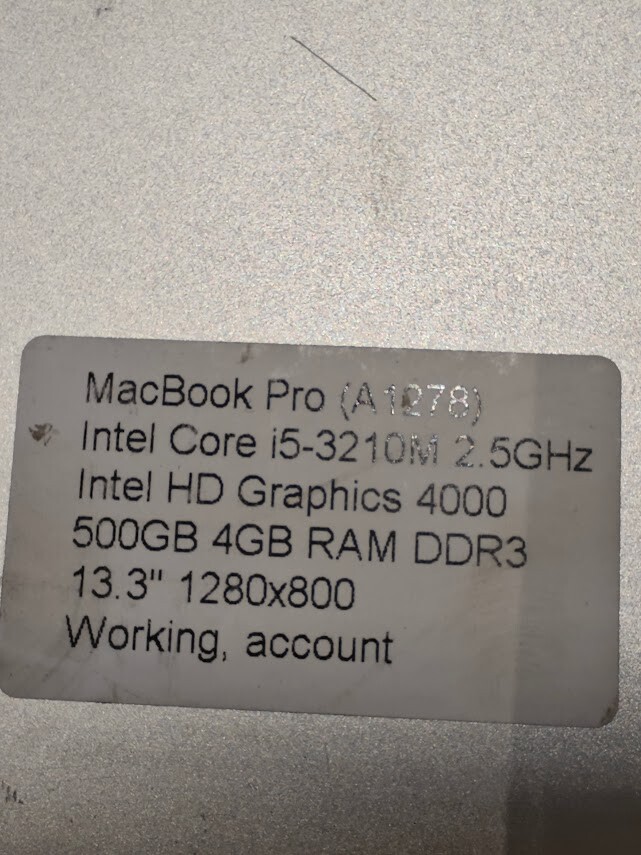 MacBook Pro (A1278)
Intel Core i5-3210M 2.5GHz
Intel HD Graphics 4000
500GB 4GB RAM DDR3
13.3" 1280x800
Working, account